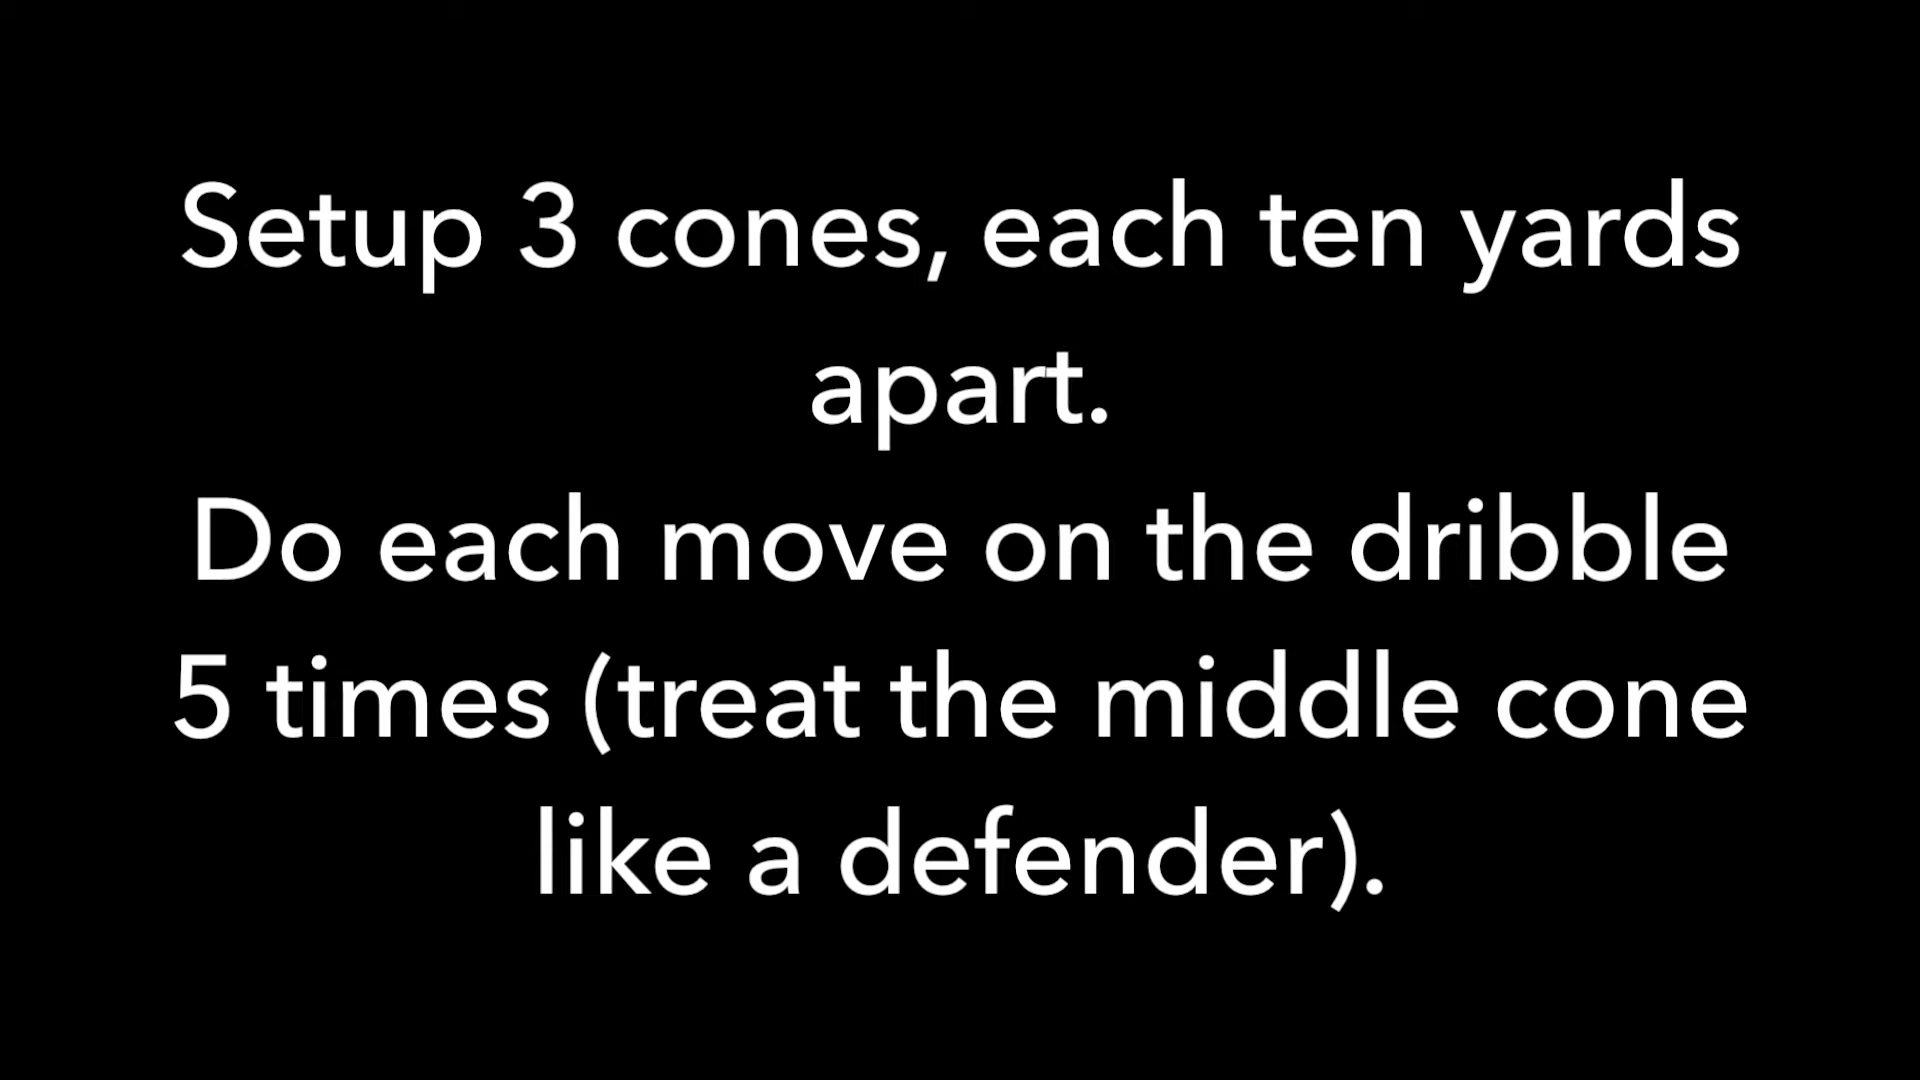 Setup 3 cones, each ten yards
apart.
Do each move on the dribble
5 times (treat the middle cone
like a defender).